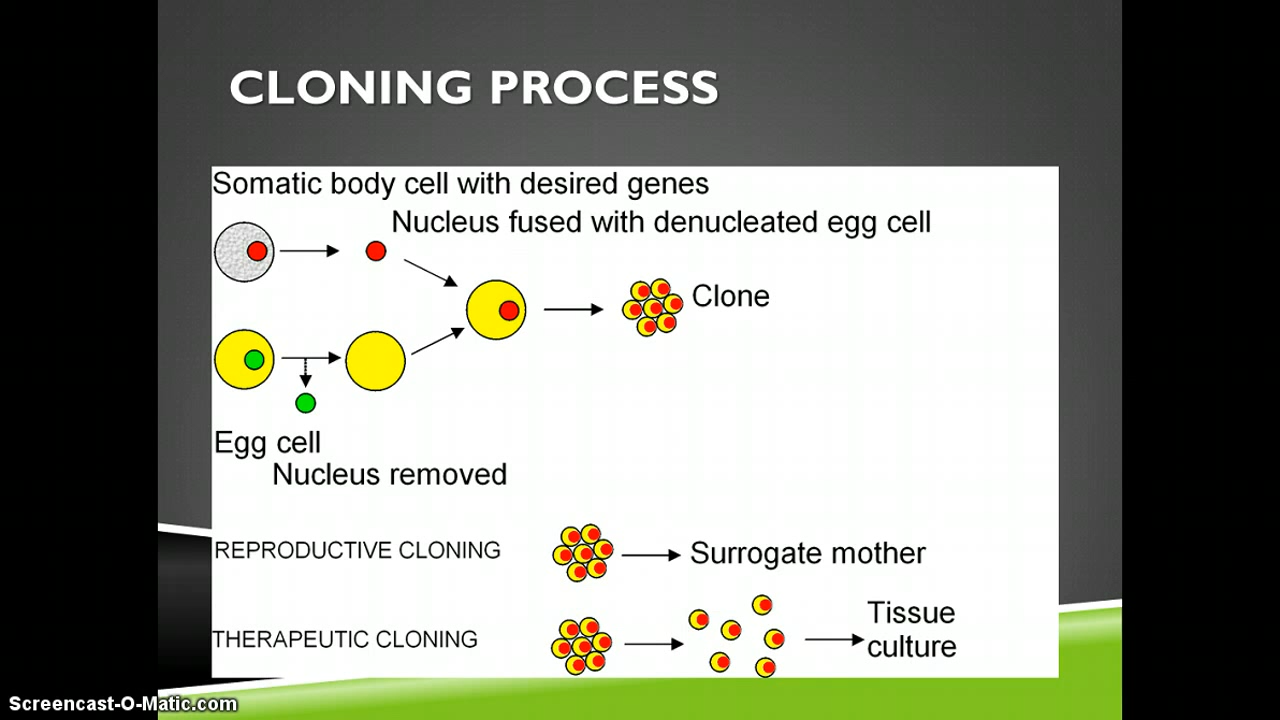 CLONING PROCESS
Somatic body cell with desired genes
Nucleus fused with denucleated egg cell
Clone
Egg cell
Nucleus removed
REPRODUCTIVE CLONING
Surrogate mother
THERAPEUTIC CLONING
Tissue
culture
Screencast-O-Matic.com